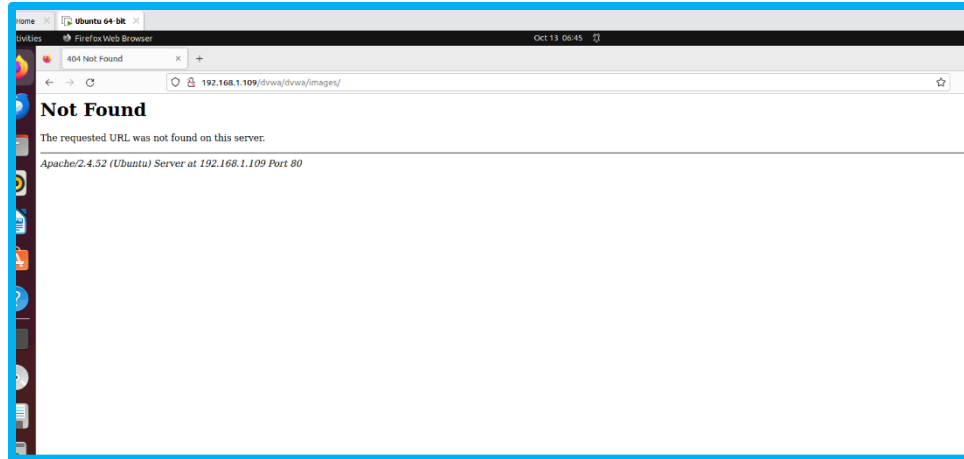 Home
Ubuntu 64-bit
tivities Firefox Web Browser Oct 13 06:45
404 Not Found
192.168.1.109/dvwa/dvwa/images/
Not Found
The requested URL was not found on this server.
Apache/2.4.52 (Ubuntu) Server at 192.168.1.109 Port 80